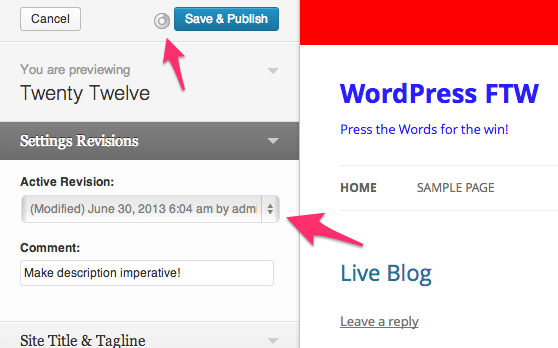 Cancel
Save & Publish
You are previewing
Twenty Twelve
Settings Revisions
Active Revision:
(Modified) June 30, 2013 6:04 am by admi
Comment:
Make description imperative!
Site Title & Tagline
WordPress FTW
Press the Words for the win!
HOME SAMPLE PAGE
Live Blog
Leave a reply